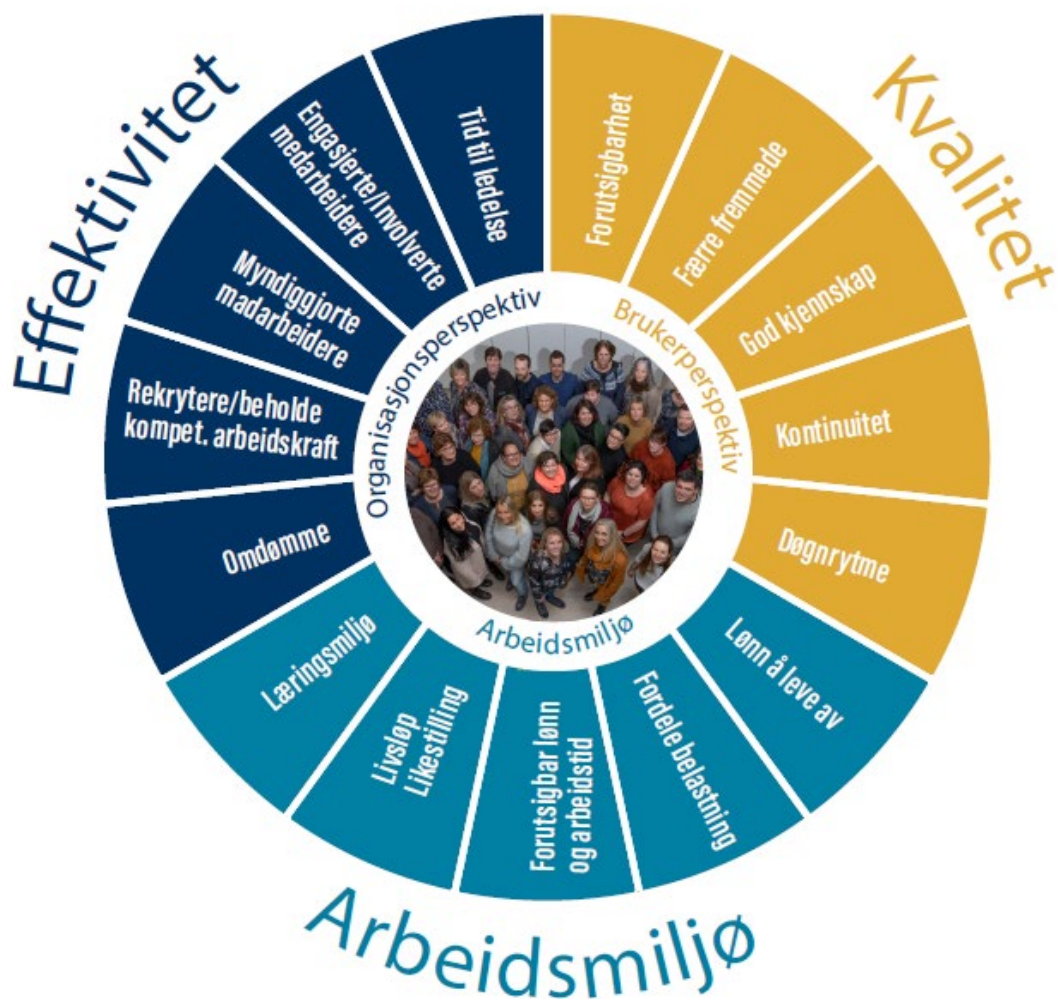 Effektivitet
Kvalitet
Arbeidsmiljø
Organisasjonsperspektiv
Brukerperspektiv
Arbeidsmiljø
Forutsigbarhet
Færre fremmede
God kjennskap
Kontinuitet
Døgnrytme
Lønn å leve av
Fordele belastning
Forutsigbar lønn
og arbeidstid
Livsløp
Likestilling
Læringsmiljø
Omdømme
Rekrytere/beholde
kompet. arbeidskraft
Myndiggjorte
madarbeidere
Engasjerte/Involverte
medarbeidere
Tid til ledelse